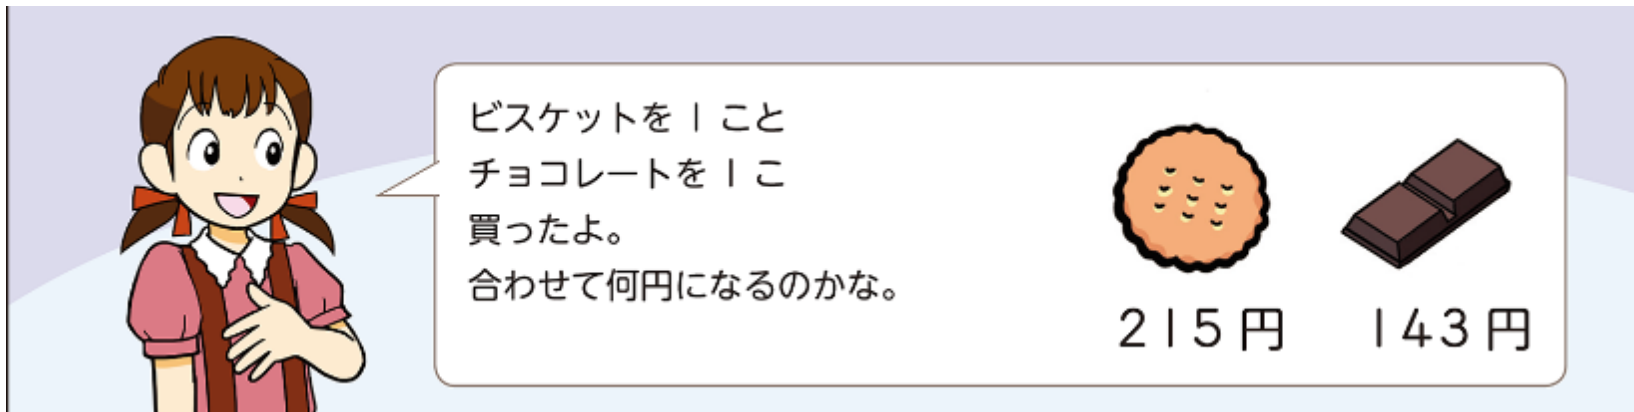 ビスケットを1こと
チョコレートを1こ
買ったよ。
合わせて何円になるのかな。
215円 143円